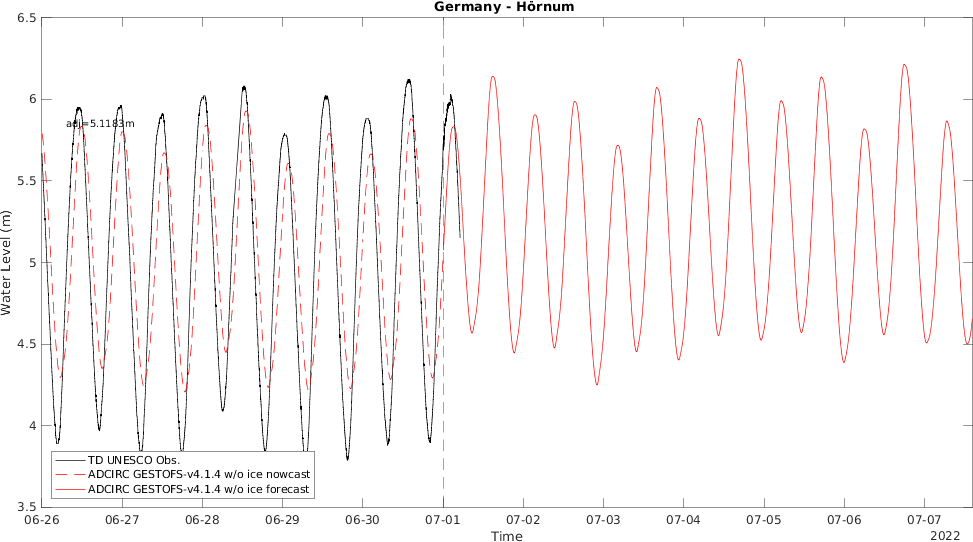 Germany - Hörnum
6.5
6
5.5
5
4.5
4
3.5
Water Level (m)
adj=5.1183m
TD UNESCO Obs.
ADCIRC GESTOFS-v4.1.4 w/o ice nowcast
ADCIRC GESTOFS-v4.1.4 w/o ice forecast
06-26 06-27 06-28 06-29 06-30 07-01 07-02 07-03 07-04 07-05 07-06 07-07
Time
2022